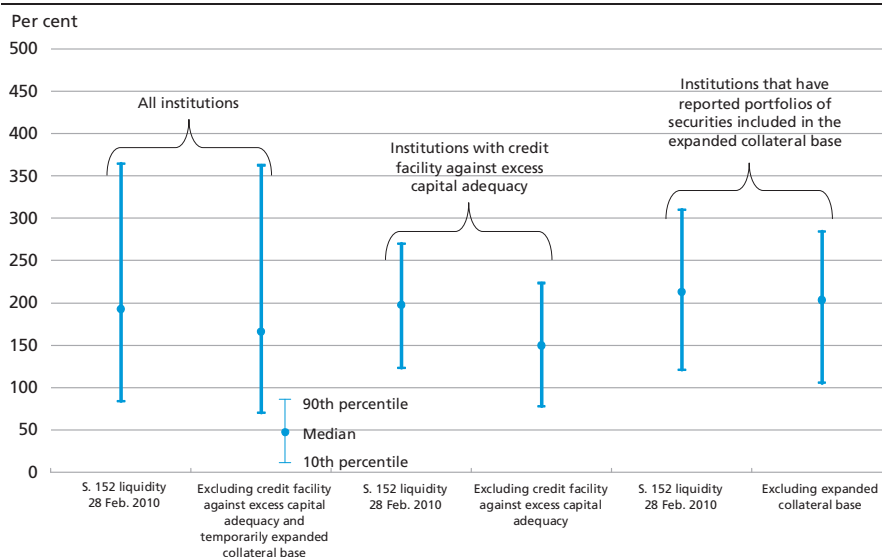 Per cent
500
450
400
350
300
250
200
150
100
50
0
All institutions
Institutions with credit
facility against excess
capital adequacy
Institutions that have
reported portfolios of
securities included in the
expanded collateral base
90th percentile
Median
10th percentile
S. 152 liquidity
28 Feb. 2010
Excluding credit facility
against excess capital
adequacy and
temporarily expanded
collateral base
S. 152 liquidity
28 Feb. 2010
Excluding credit facility
against excess capital
adequacy
S. 152 liquidity
28 Feb. 2010
Excluding expanded
collateral base